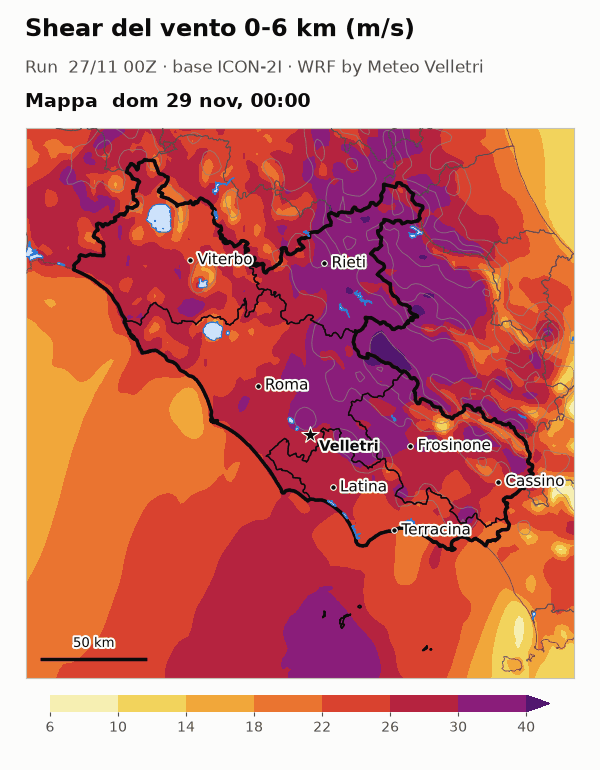 Shear del vento 0-6 km (m/s)
Run  27/11 00Z · base ICON-2I · WRF by Meteo Velletri
Mappa  dom 29 nov, 00:00
Viterbo
Rieti
Roma
Velletri
Frosinone
Cassino
Latina
Terracina
50 km
6 10 14 18 22 26 30 40